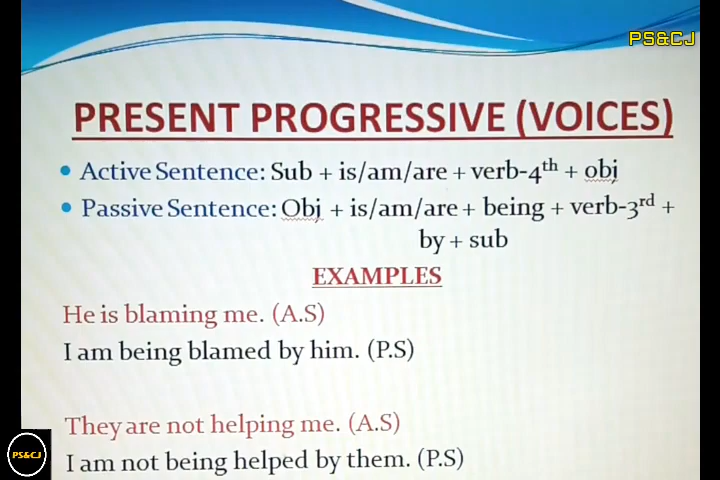 PS&CJ
PRESENT PROGRESSIVE (VOICES)
• Active Sentence: Sub + is/am/are + verb-4th + obj
• Passive Sentence: Obj + is/am/are + being + verb-3rd +
by + sub
EXAMPLES
He is blaming me. (A.S)
I am being blamed by him. (P.S)
They are not helping me. (A.S)
I am not being helped by them. (P.S)
PS&CJ